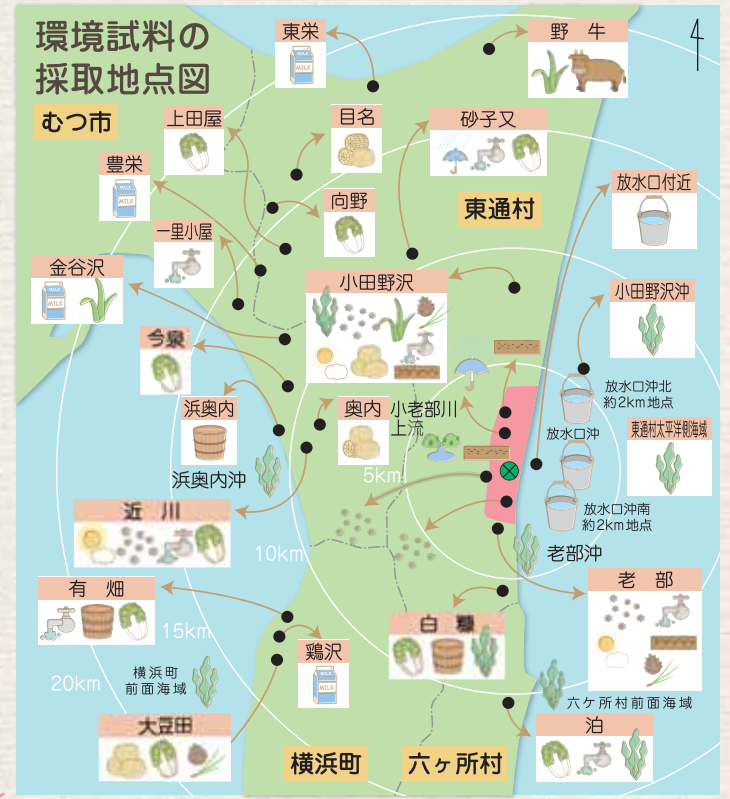 環境試料の
採取地点図
むつ市
東栄
MILK
野　牛
上田屋
目名
砂子又
豊栄
MILK
向野
東通村
放水口付近
一里小屋
金谷沢
MILK
小田野沢
小田野沢沖
今泉
浜奥内
奥内
小老部川
上流
放水口沖北
約2km地点
東通村太平洋側海域
放水口沖
浜奥内沖
5km
近　川
放水口沖南
約2km地点
10km
老部沖
有　畑
老　部
15km
白　糠
鶏沢
MILK
横浜町
前面海域
20km
六ケ所村前面海域
大豆田
泊
横浜町
六ヶ所村